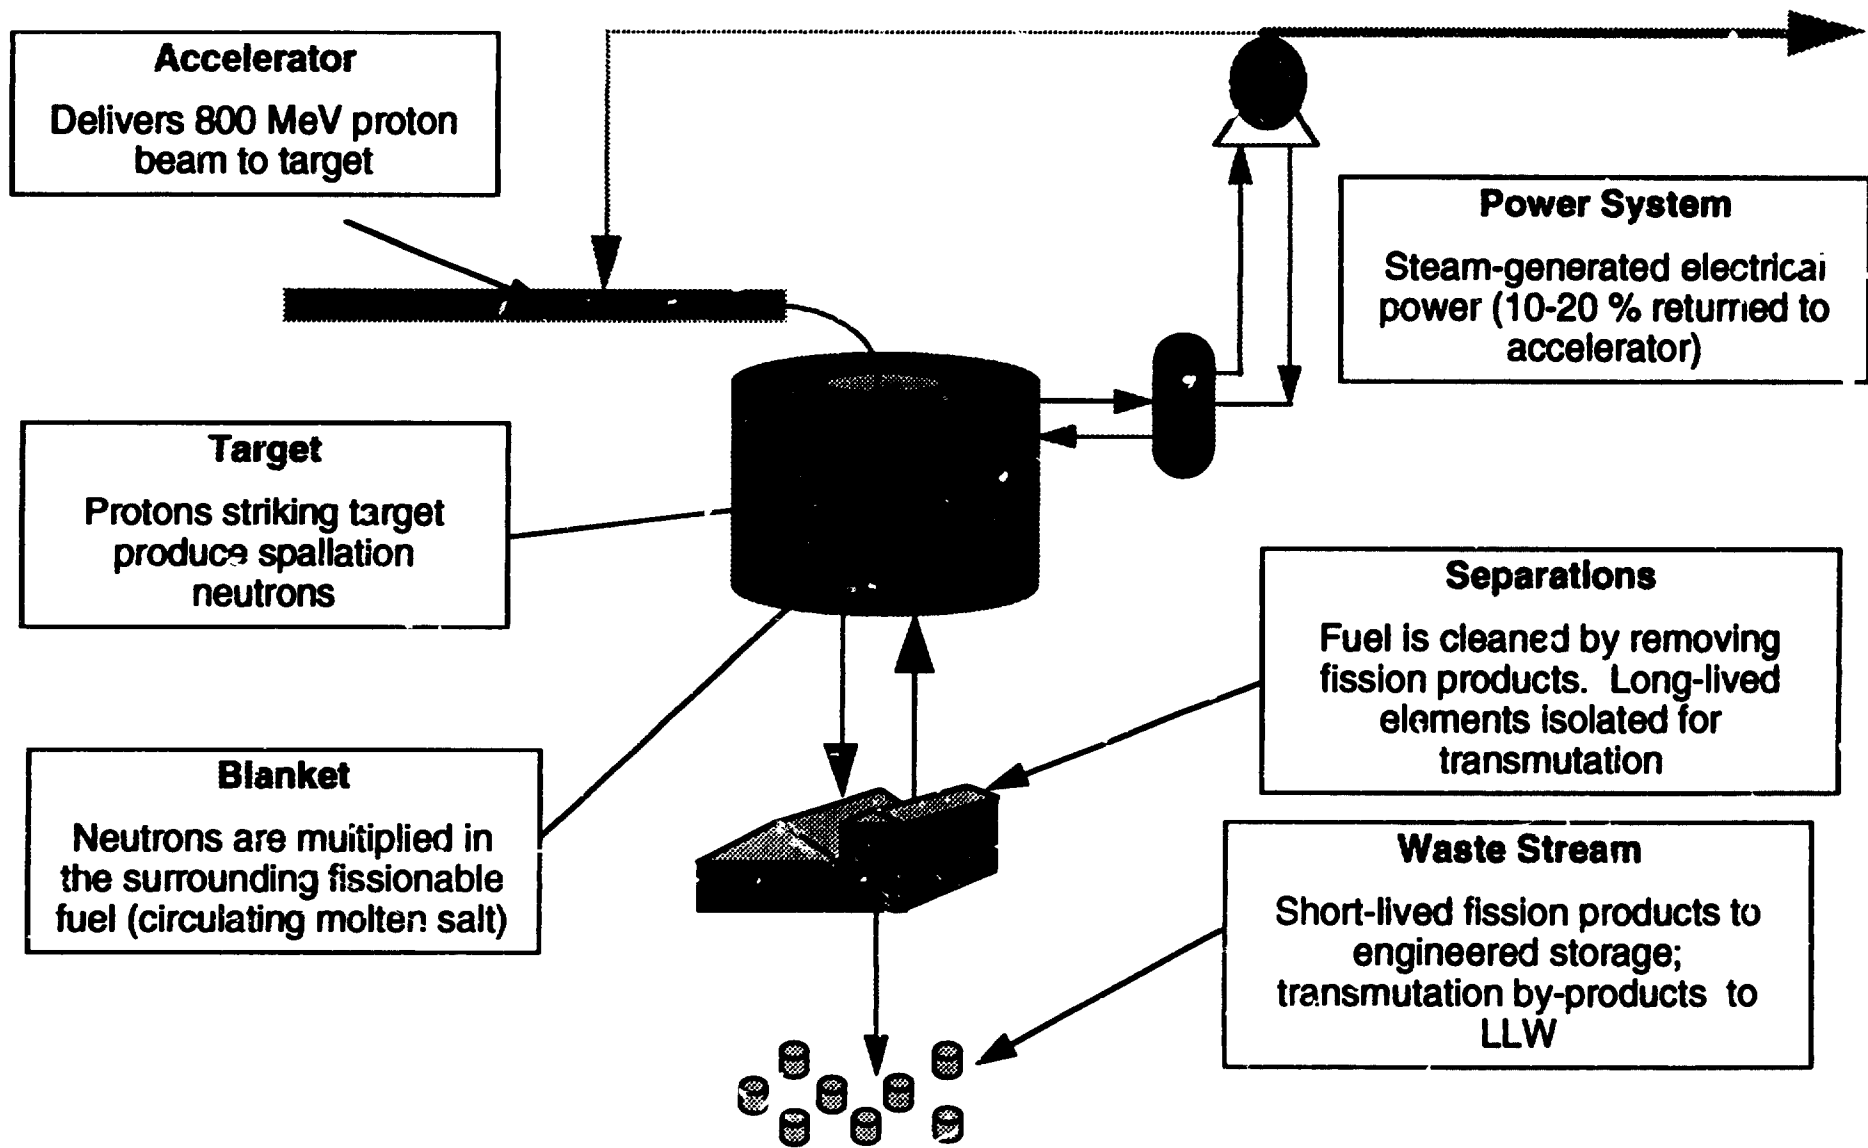 Accelerator
Delivers 800 MeV proton
beam to target
Power System
Steam-generated electrical
power (10-20 % returned to
accelerator)
Target
Protons striking target
produce spallation
neutrons
Separations
Fuel is cleaned by removing
fission products. Long-lived
elements isolated for
transmutation
Blanket
Neutrons are multiplied in
the surrounding fissionable
fuel (circulating molten salt)
Waste Stream
Short-lived fission products to
engineered storage;
transmutation by-products to
LLW